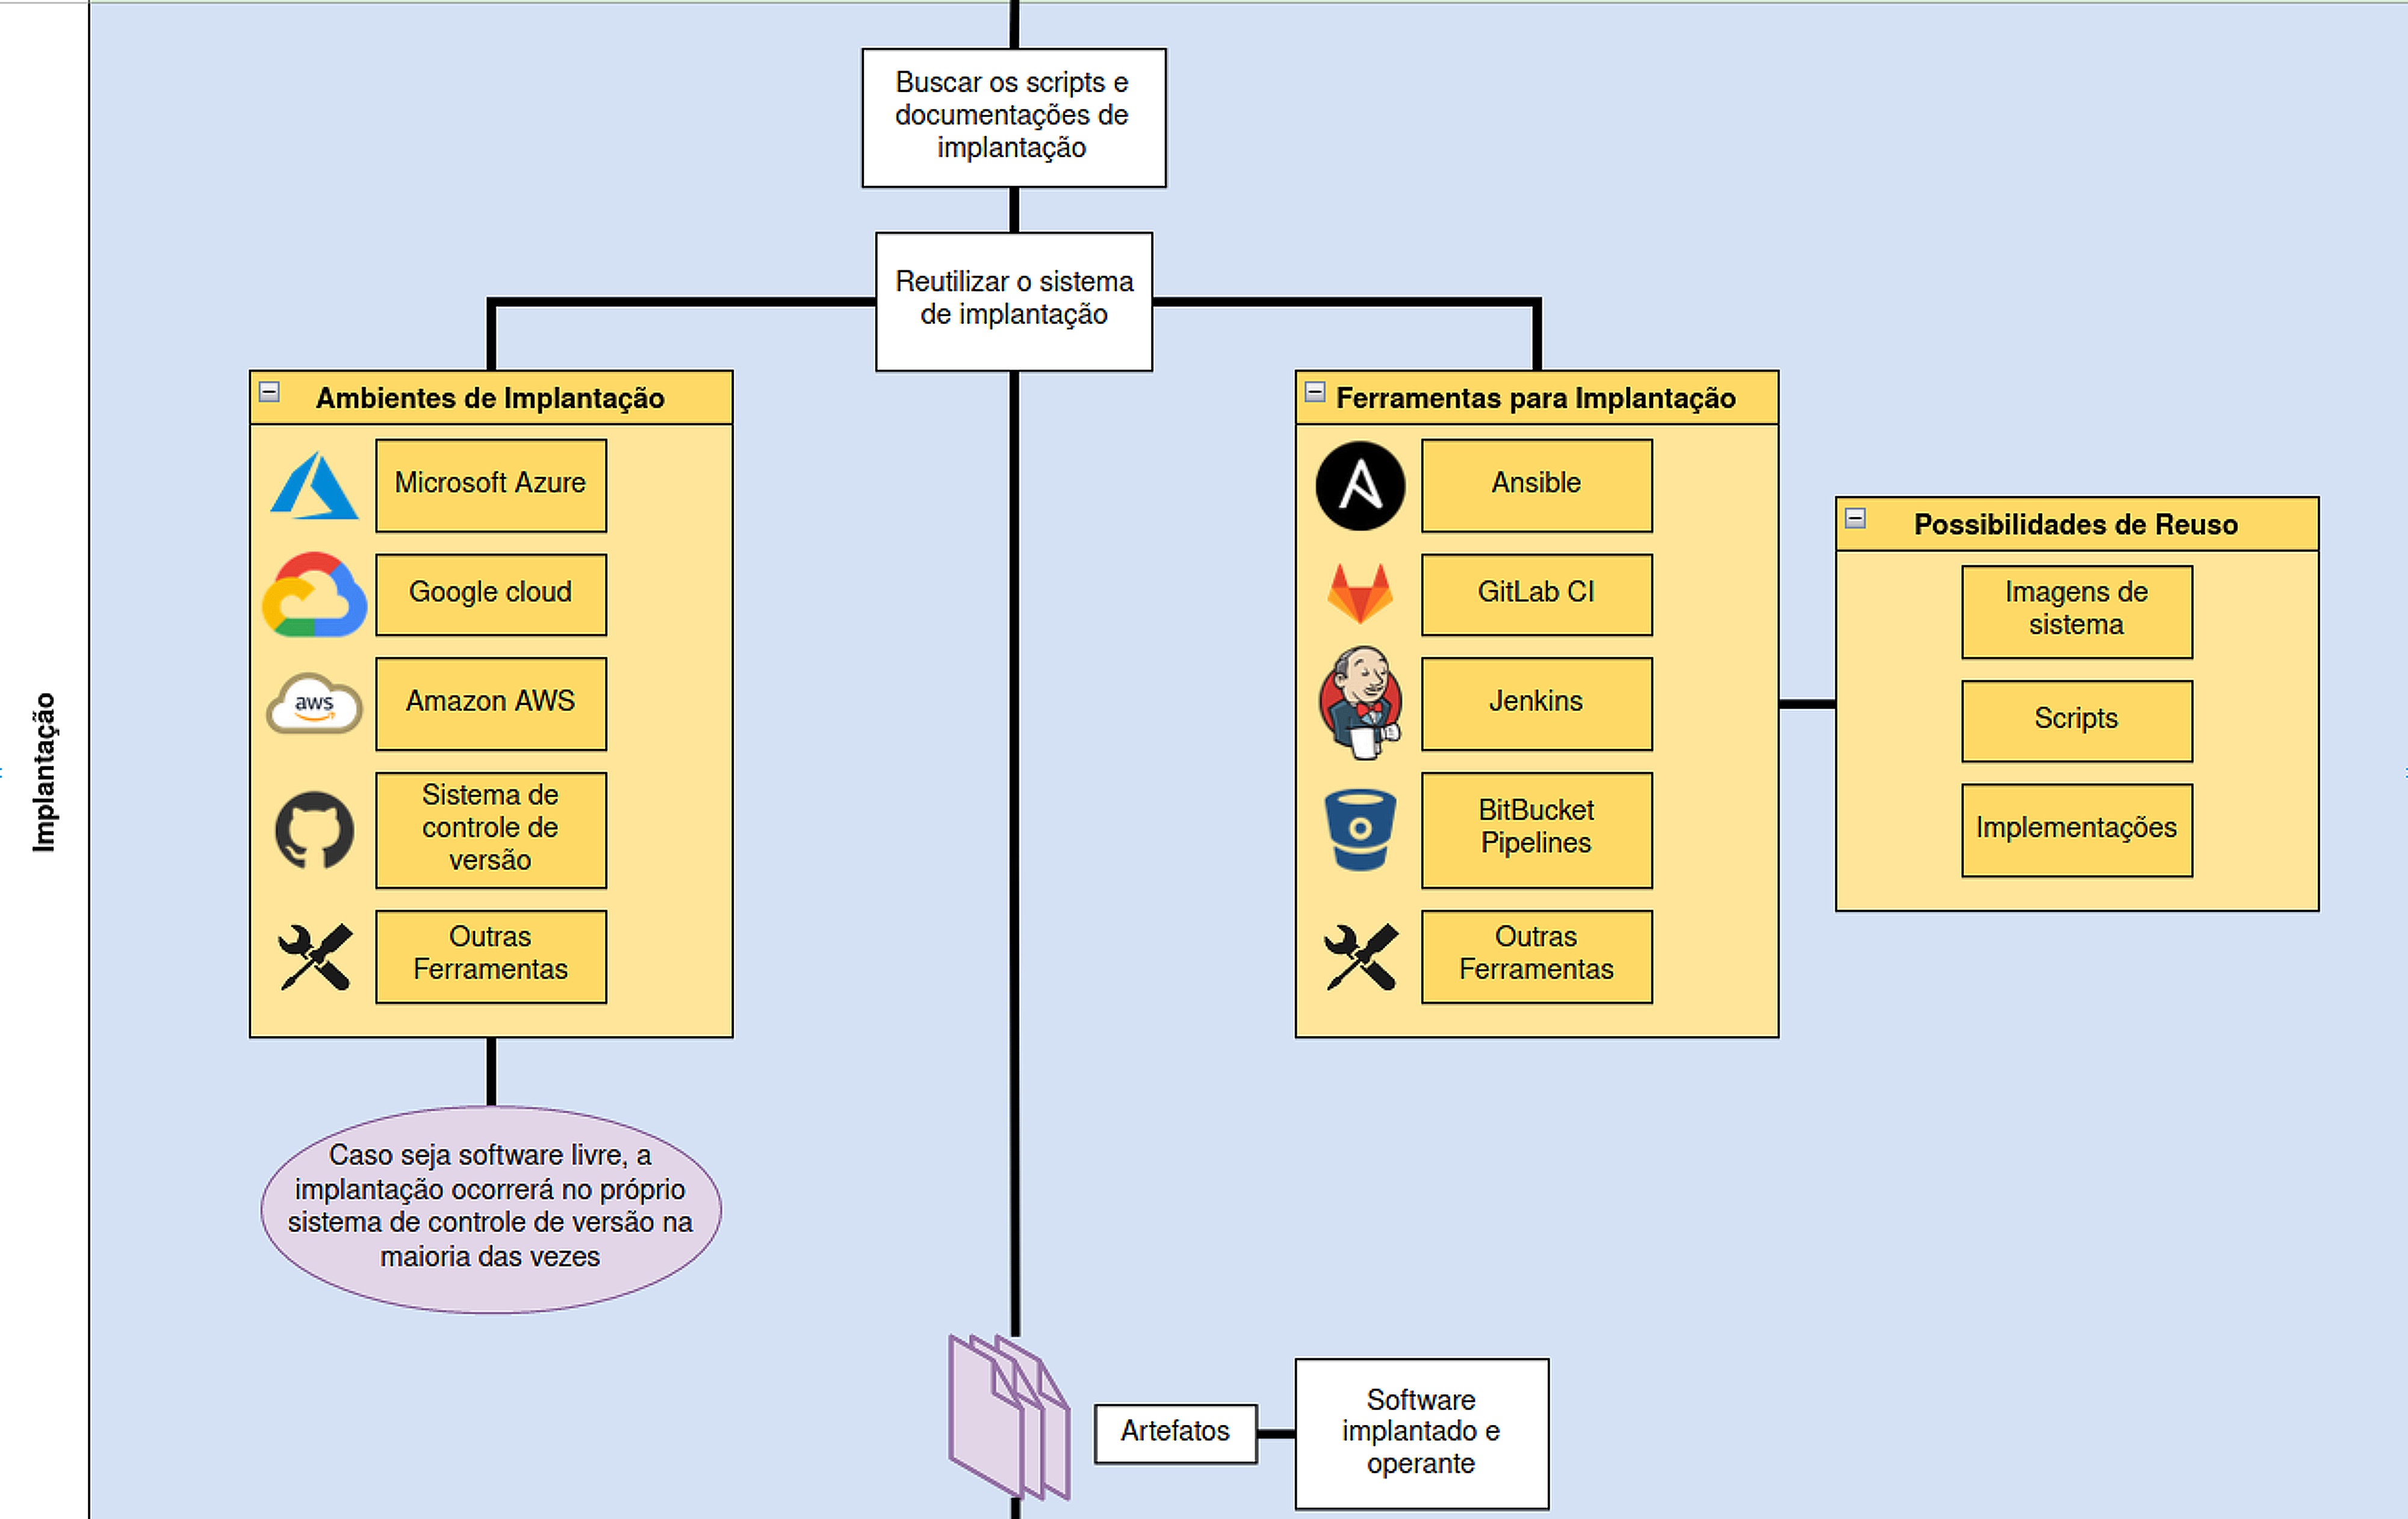 Implantação
Buscar os scripts e
documentações de
implantação
Reutilizar o sistema
de implantação
Ambientes de Implantação
Microsoft Azure
Google cloud
aws
Amazon AWS
Sistema de
controle de
versão
Outras
Ferramentas
Caso seja software livre, a
implantação ocorrerá no próprio
sistema de controle de versão na
maioria das vezes
Ferramentas para Implantação
Ansible
GitLab CI
Jenkins
BitBucket
Pipelines
Outras
Ferramentas
Possibilidades de Reuso
Imagens de
sistema
Scripts
Implementações
Artefatos
Software
implantado e
operante